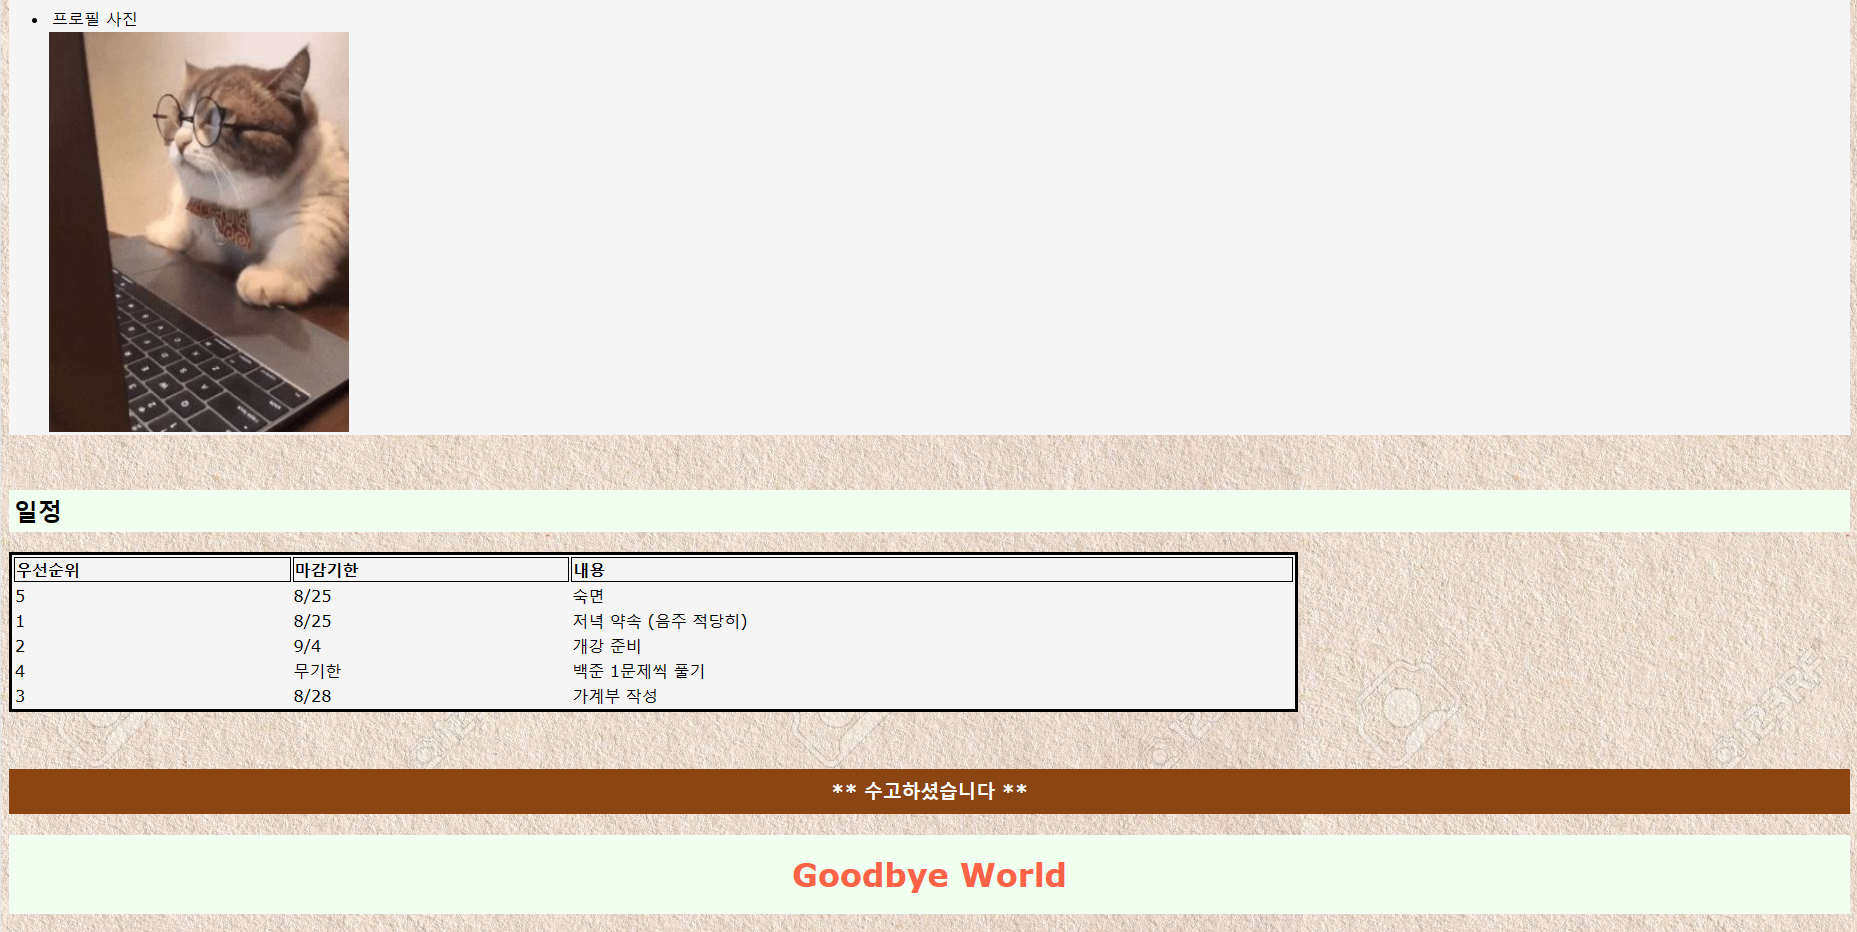 프로필 사진
일정
우선순위 마감기한 내용
5 8/25 숙면
1 8/25 저녁 약속 (음주 적당히)
2 9/4 개강 준비
4 무기한 백준 1문제씩 풀기
3 8/28 가계부 작성
123RF
** 수고하셨습니다 **
Goodbye World